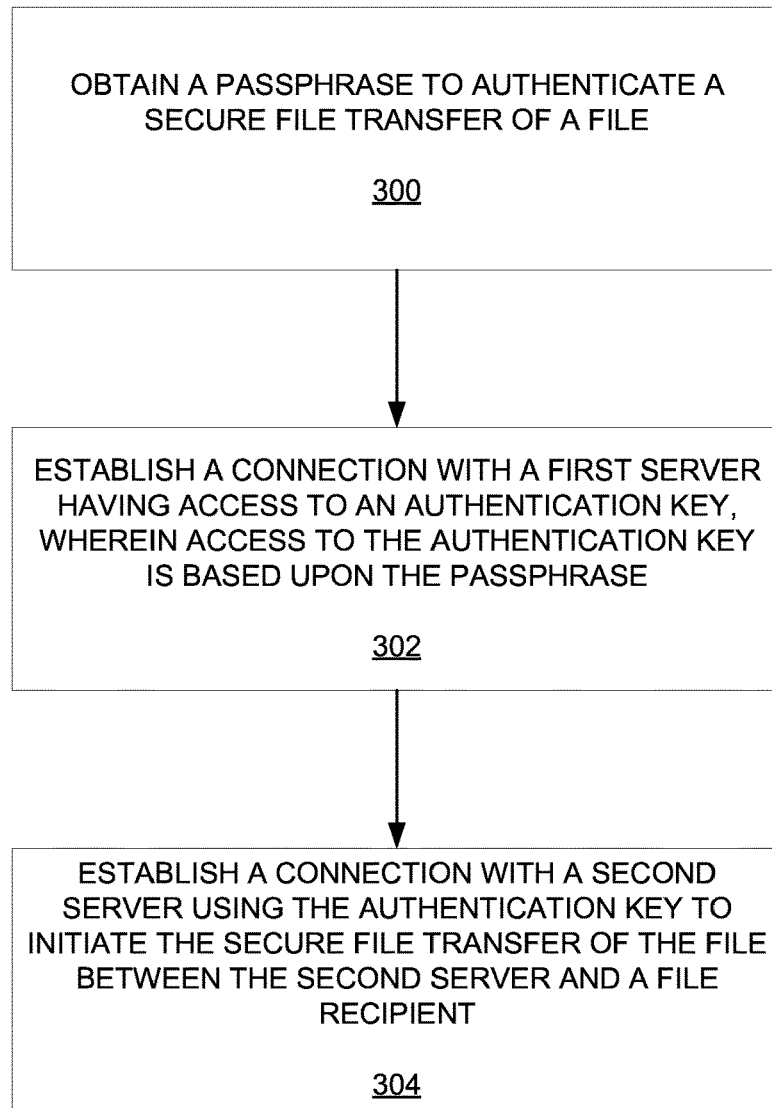 OBTAIN A PASSPHRASE TO AUTHENTICATE A
SECURE FILE TRANSFER OF A FILE
300
ESTABLISH A CONNECTION WITH A FIRST SERVER
HAVING ACCESS TO AN AUTHENTICATION KEY,
WHEREIN ACCESS TO THE AUTHENTICATION KEY
IS BASED UPON THE PASSPHRASE
302
ESTABLISH A CONNECTION WITH A SECOND
SERVER USING THE AUTHENTICATION KEY TO
INITIATE THE SECURE FILE TRANSFER OF THE FILE
BETWEEN THE SECOND SERVER AND A FILE
RECIPIENT
304